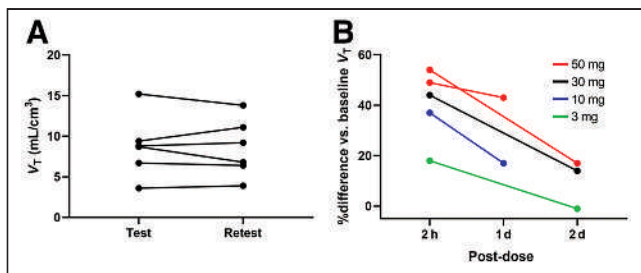 A
20
15
10
5
0
V_T (mL/cm³)
Test
Retest
B
60
40
20
0
%difference vs. baseline V_T
2 h
1 d
2 d
Post-dose
50 mg
30 mg
10 mg
3 mg